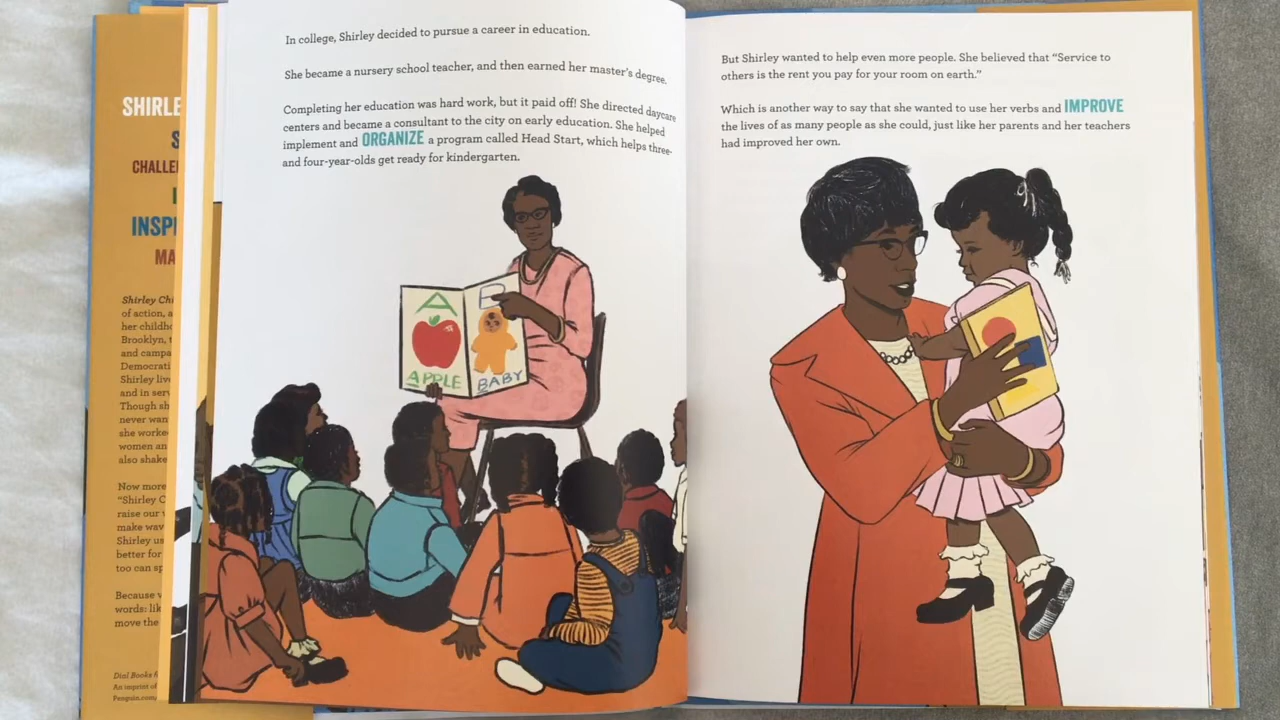 SHIRLE
S
CHALLE
I
INSPI
MA
Shirley Chi
of action, a
her childho
Brooklyn, t
and campa
Democrati
Shirley live
and in serv
Though sh
never wan
she worke
women an
also shake
Now more
"Shirley C
raise our v
make wav
Shirley us
better for
too can sp
Because v
words: lik
move the
Dial Books f
An imprint of
Penguin.com/
In college, Shirley decided to pursue a career in education.
She became a nursery school teacher, and then earned her master's degree.
Completing her education was hard work, but it paid off! She directed daycare
centers and became a consultant to the city on early education. She helped
implement and ORGANIZE a program called Head Start, which helps three-
and four-year-olds get ready for kindergarten.
A B
APPLE BABY
But Shirley wanted to help even more people. She believed that “Service to
others is the rent you pay for your room on earth.”
Which is another way to say that she wanted to use her verbs and IMPROVE
the lives of as many people as she could, just like her parents and her teachers
had improved her own.